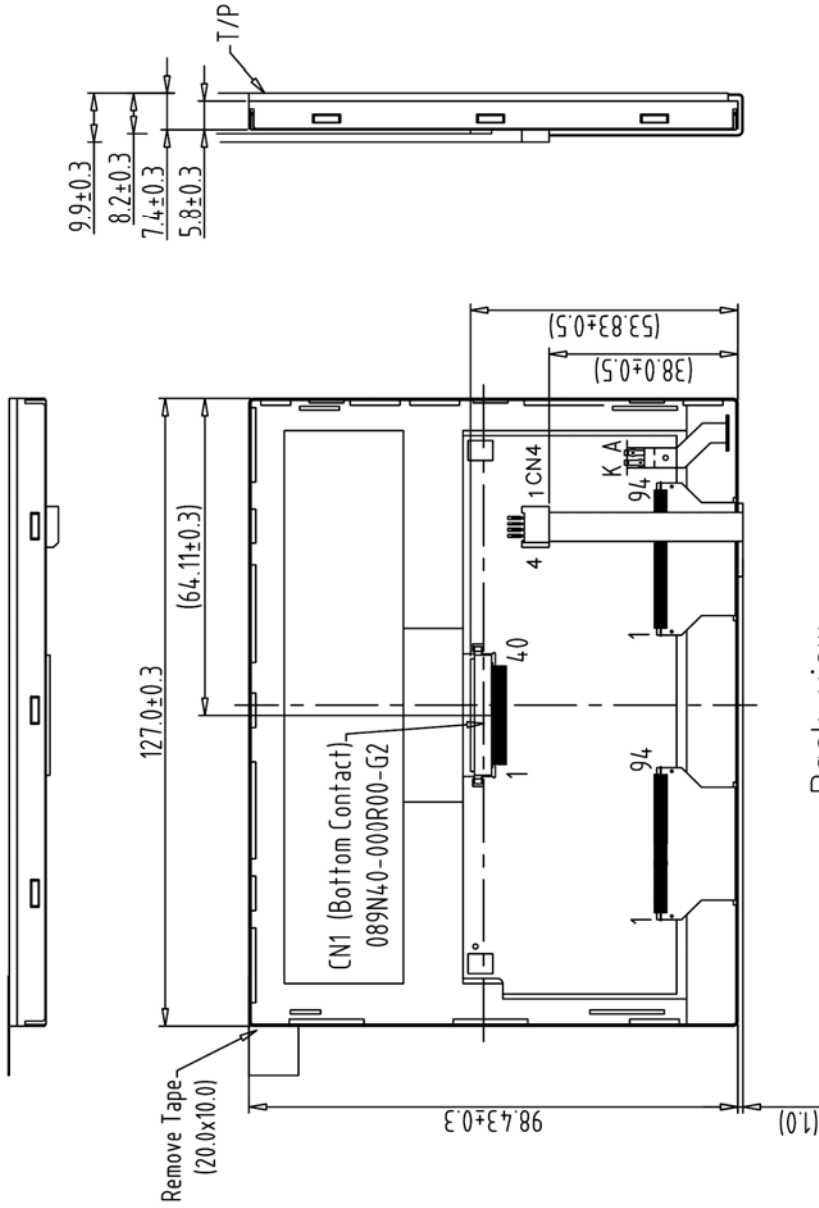 9.9±0.3
8.2±0.3
7.4±0.3
5.8±0.3
T/P
127.0±0.3
(64.11±0.3)
Remove Tape
(20.0x10.0)
CN1 (Bottom Contact)
089N40-000R00-G2
1
40
4
1 CN4
K A
1
94
1
94
(53.83±0.5)
(38.0±0.5)
98.43±0.3
(1.0)